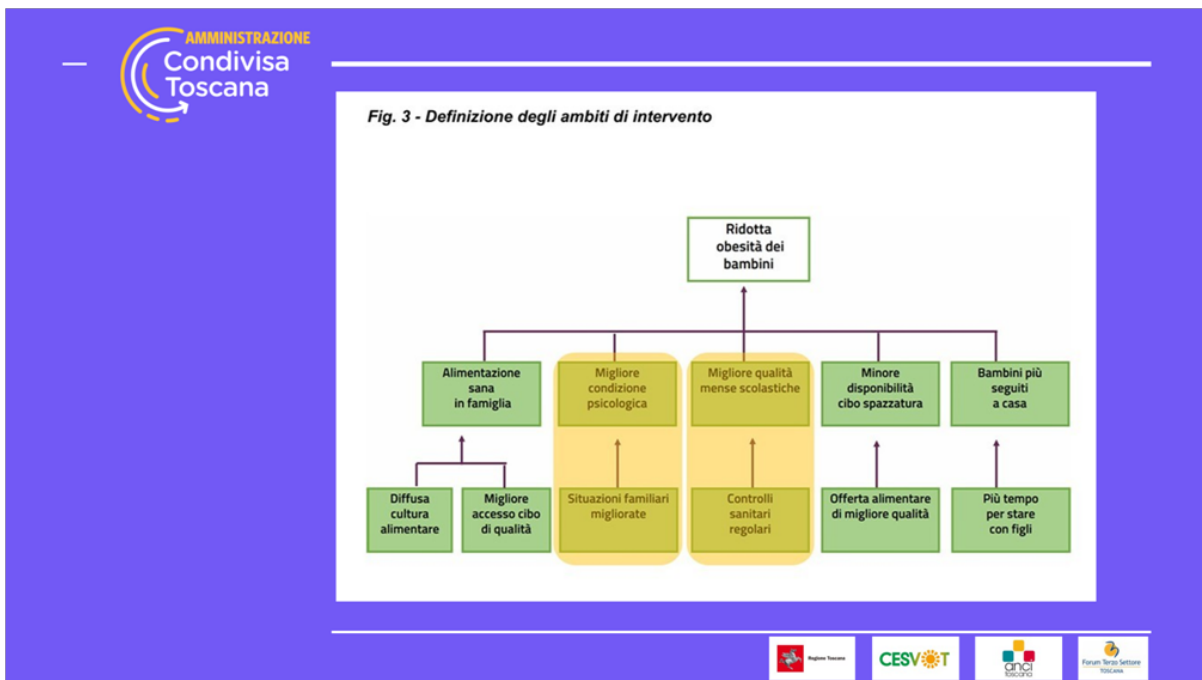 AMMINISTRAZIONE
Condivisa
Toscana
Fig. 3 - Definizione degli ambiti di intervento
Ridotta
obesità dei
bambini
Alimentazione
sana
in famiglia
Migliore
condizione
psicologica
Migliore qualità
mense scolastiche
Minore
disponibilità
cibo spazzatura
Bambini più
seguiti
a casa
Diffusa
cultura
alimentare
Migliore
accesso cibo
di qualità
Situazioni familiari
migliorate
Controlli
sanitari
regolari
Offerta alimentare
di migliore qualità
Più tempo
per stare
con figli
Regione Toscana
CESVOT
anci
toscana
Forum Terzo Settore
TOSCANA